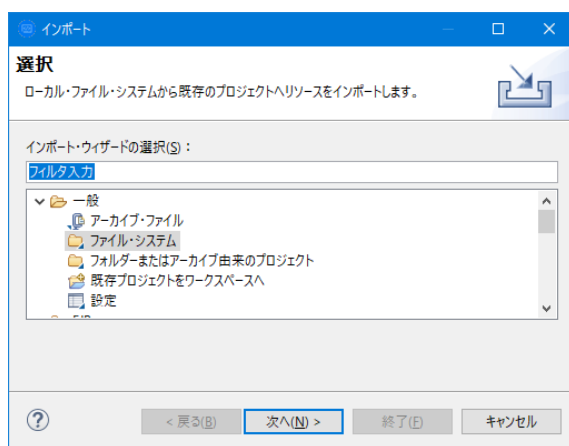 インポート
選択
ローカル・ファイル・システムから既存のプロジェクトへリソースをインポートします。
インポート・ウィザードの選択(S)：
フィルタ入力
一般
アーカイブ・ファイル
ファイル・システム
フォルダーまたはアーカイブ由来のプロジェクト
既存プロジェクトをワークスペースへ
設定
< 戻る(B)
次へ(N) >
終了(F)
キャンセル